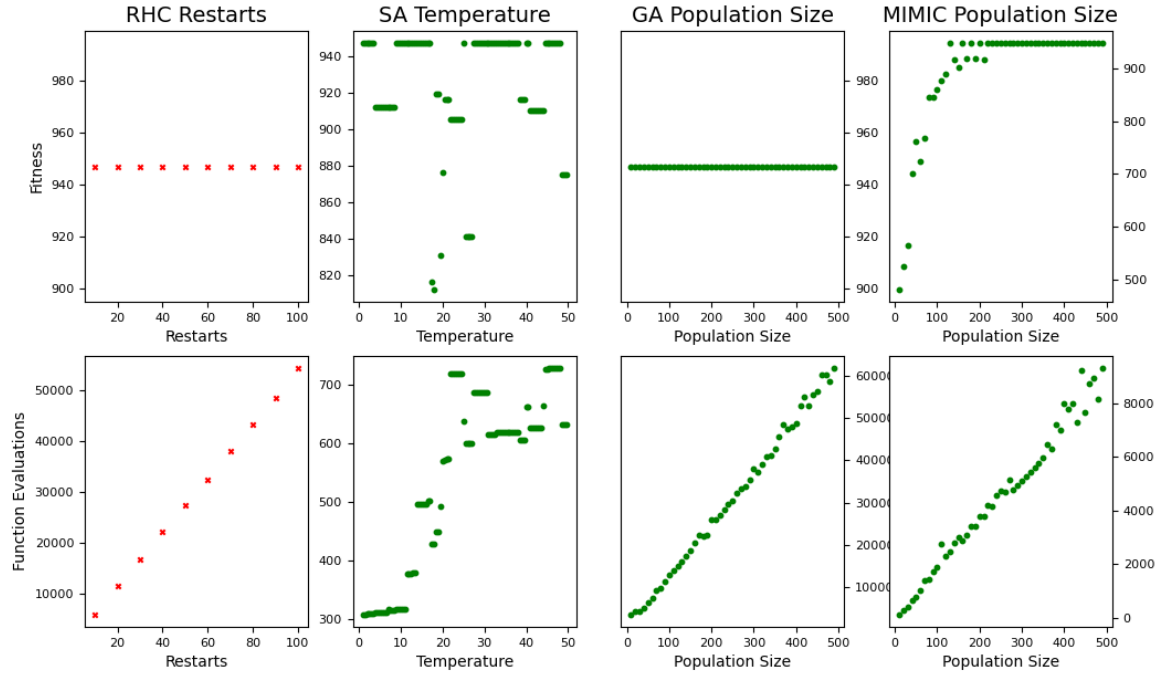 RHC Restarts
SA Temperature
GA Population Size
MIMIC Population Size
Fitness
980
960
940
920
900
20 40 60 80 100
Restarts
940
920
900
880
860
840
820
0 10 20 30 40 50
Temperature
980
960
940
920
900
0 100 200 300 400 500
Population Size
900
800
700
600
500
0 100 200 300 400 500
Population Size
Function Evaluations
50000
40000
30000
20000
10000
20 40 60 80 100
Restarts
700
600
500
400
300
0 10 20 30 40 50
Temperature
60000
50000
40000
30000
20000
10000
0 100 200 300 400 500
Population Size
8000
6000
4000
2000
0
0 100 200 300 400 500
Population Size